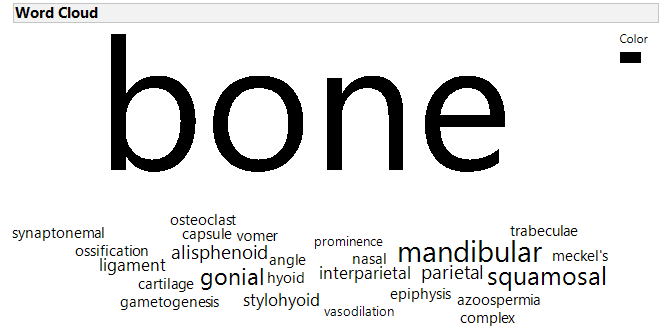 Word Cloud
Color
bone
osteoclast
synaptonemal
capsule vomer
trabeculae
prominence
ossification
alisphenoid
mandibular
angle
nasal
meckel's
ligament
interparietal
parietal
squamosal
cartilage
gonial
hyoid
epiphysis
gametogenesis
stylohyoid
azoospermia
vasodilation
complex